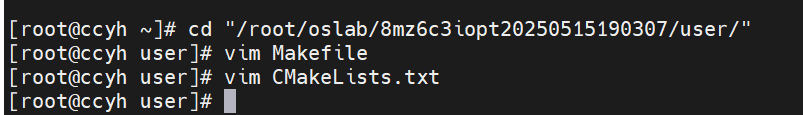 [root@ccyh ~]# cd "/root/oslab/8mz6c3iopt20250515190307/user/"
[root@ccyh user]# vim Makefile
[root@ccyh user]# vim CMakeLists.txt
[root@ccyh user]#